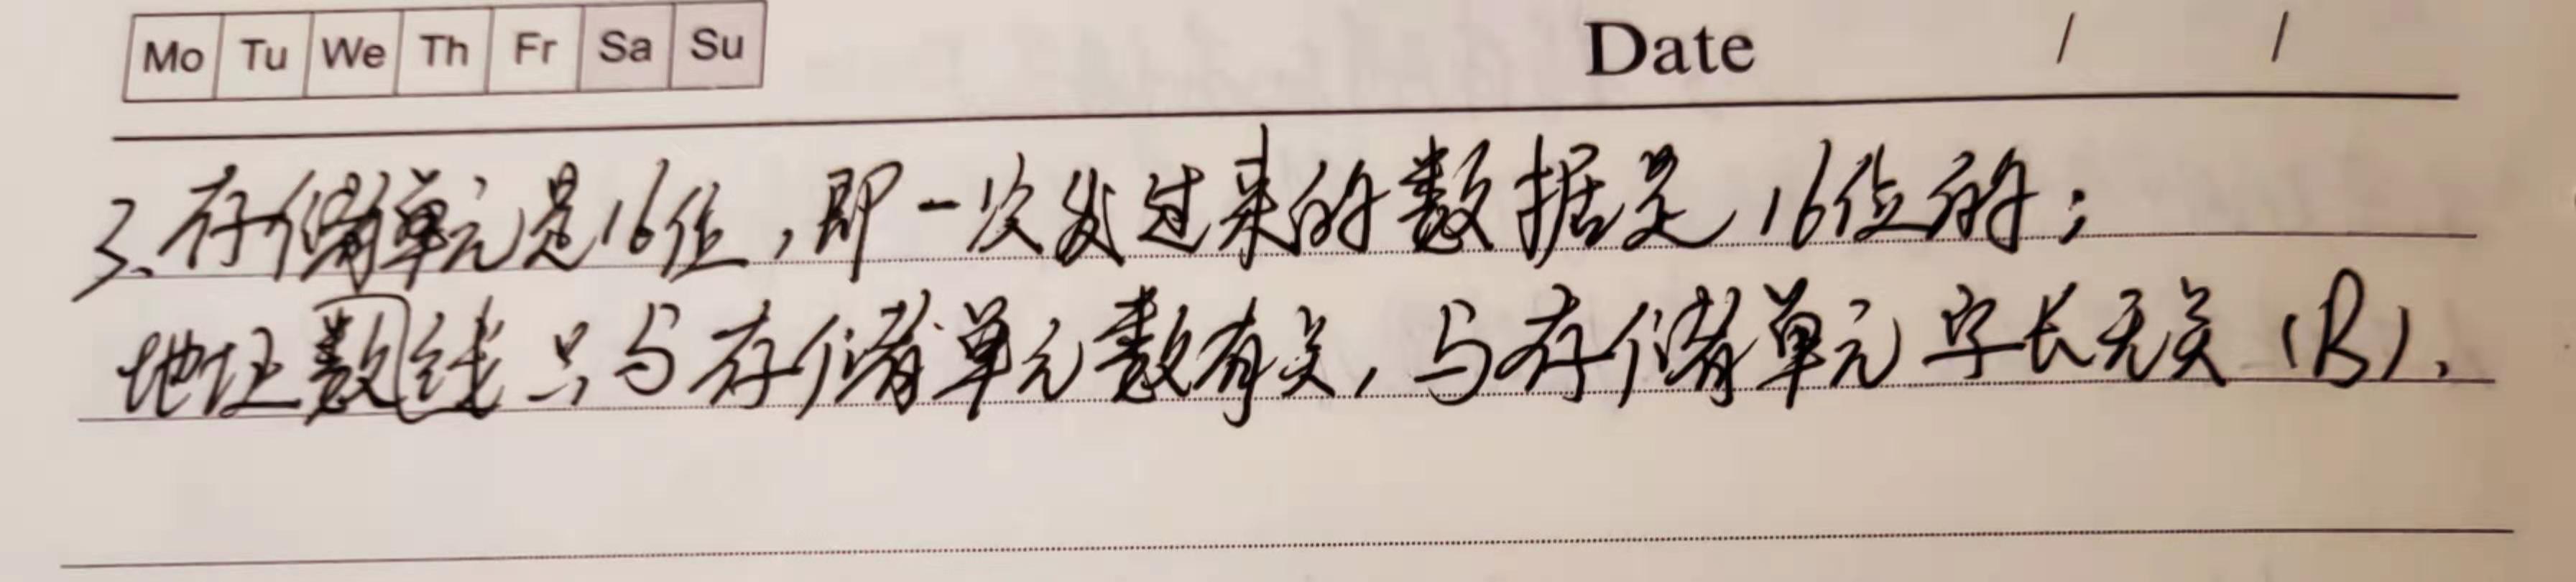 Mo Tu We Th Fr Sa Su Date / /
3、存储单元是16位，即一次发过来的数据是16位的；
地址数线只与存储单元数有关，与存储单元字长无关（B）.